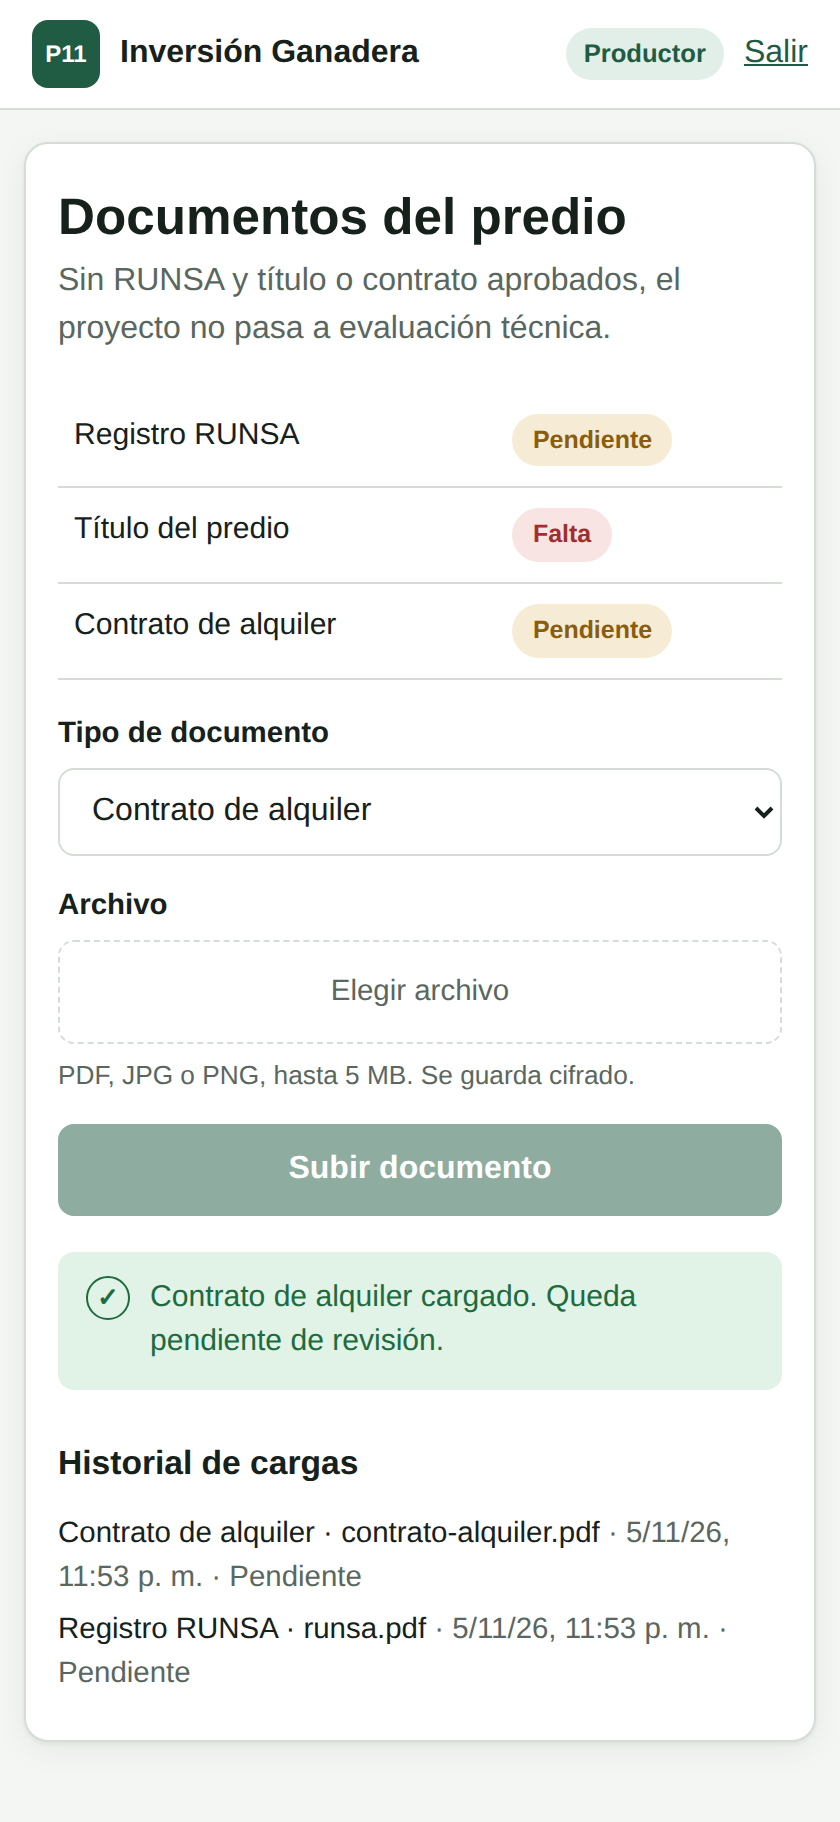 P11 Inversión Ganadera Productor Salir
Documentos del predio
Sin RUNSA y título o contrato aprobados, el
proyecto no pasa a evaluación técnica.
Registro RUNSA Pendiente
Título del predio Falta
Contrato de alquiler Pendiente
Tipo de documento
Contrato de alquiler
Archivo
Elegir archivo
PDF, JPG o PNG, hasta 5 MB. Se guarda cifrado.
Subir documento
✓ Contrato de alquiler cargado. Queda
pendiente de revisión.
Historial de cargas
Contrato de alquiler · contrato-alquiler.pdf · 5/11/26,
11:53 p. m. · Pendiente
Registro RUNSA · runsa.pdf · 5/11/26, 11:53 p. m. ·
Pendiente